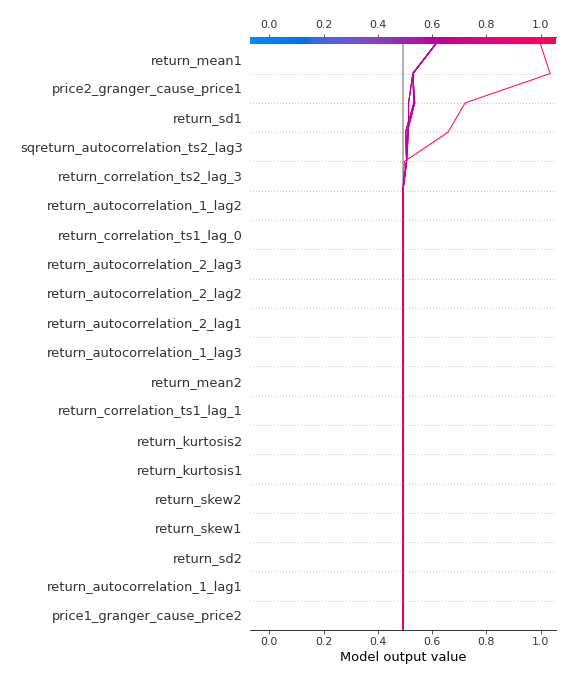 0.0 0.2 0.4 0.6 0.8 1.0
return_mean1
price2_granger_cause_price1
return_sd1
sqreturn_autocorrelation_ts2_lag3
return_correlation_ts2_lag_3
return_autocorrelation_1_lag2
return_correlation_ts1_lag_0
return_autocorrelation_2_lag3
return_autocorrelation_2_lag2
return_autocorrelation_2_lag1
return_autocorrelation_1_lag3
return_mean2
return_correlation_ts1_lag_1
return_kurtosis2
return_kurtosis1
return_skew2
return_skew1
return_sd2
return_autocorrelation_1_lag1
price1_granger_cause_price2
0.0 0.2 0.4 0.6 0.8 1.0
Model output value